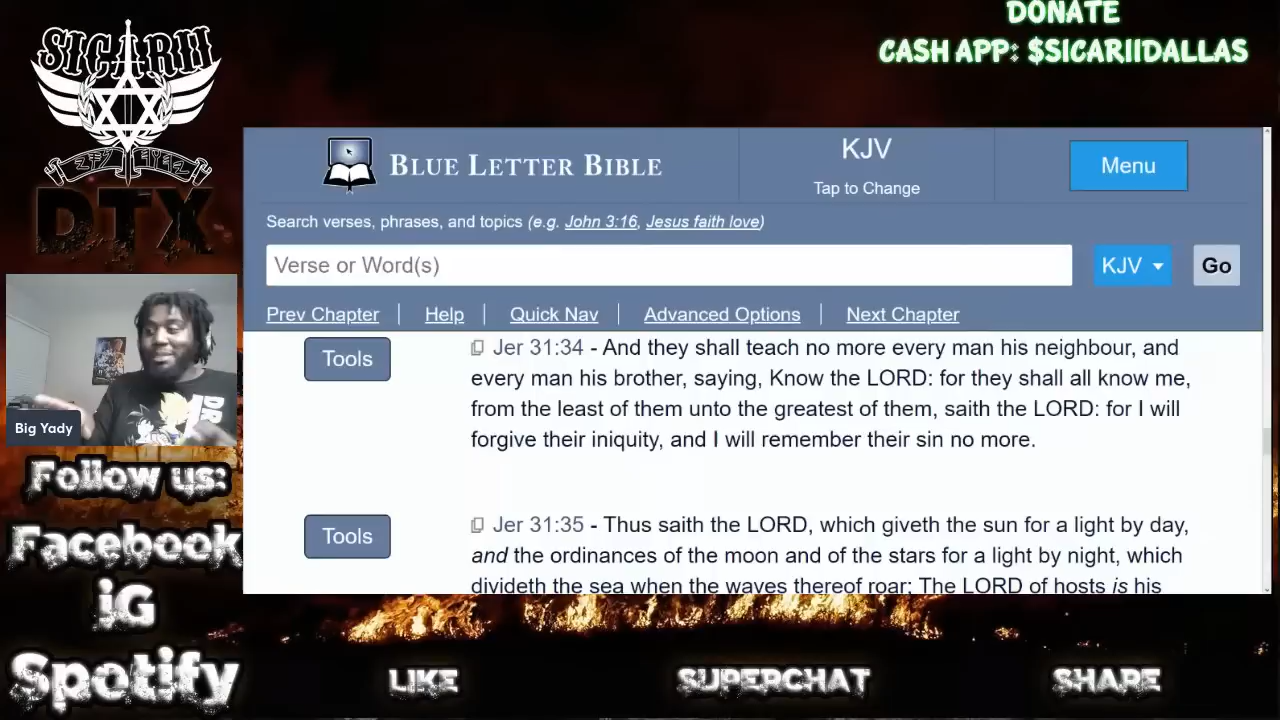 SICARII
DTX
DONATE
CASH APP: $SICARIIDALLAS
BLUE LETTER BIBLE
KJV
Tap to Change
Menu
Search verses, phrases, and topics (e.g. John 3:16, Jesus faith love)
Verse or Word(s)
KJV
Go
Prev Chapter
Help
Quick Nav
Advanced Options
Next Chapter
Tools
Jer 31:34 - And they shall teach no more every man his neighbour, and
every man his brother, saying, Know the LORD: for they shall all know me,
from the least of them unto the greatest of them, saith the LORD: for I will
forgive their iniquity, and I will remember their sin no more.
Tools
Jer 31:35 - Thus saith the LORD, which giveth the sun for a light by day,
and the ordinances of the moon and of the stars for a light by night, which
divideth the sea when the waves thereof roar; The LORD of hosts is his
Big Yady
Follow us:
Facebook
iG
Spotify
LIKE
SUPERCHAT
SHARE